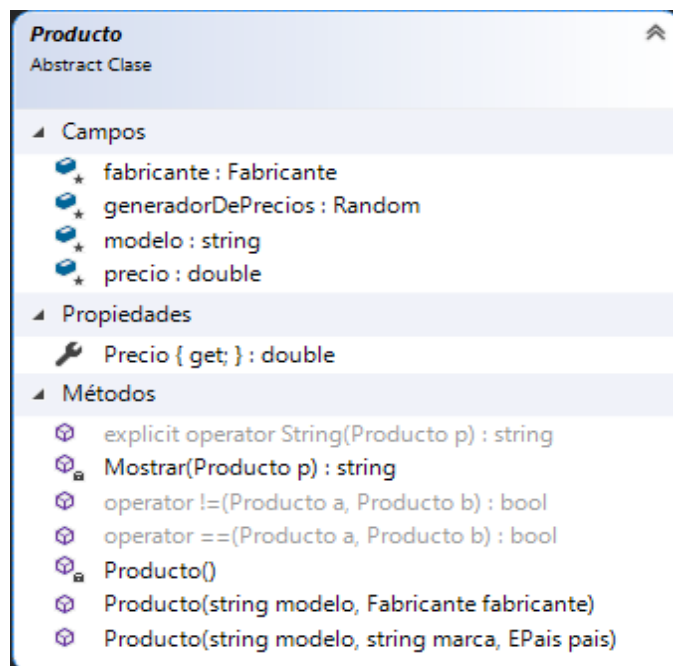 Producto
Abstract Clase
Campos
fabricante : Fabricante
generadorDePrecios : Random
modelo : string
precio : double
Propiedades
Precio { get; } : double
Métodos
explicit operator String(Producto p) : string
Mostrar(Producto p) : string
operator !=(Producto a, Producto b) : bool
operator ==(Producto a, Producto b) : bool
Producto()
Producto(string modelo, Fabricante fabricante)
Producto(string modelo, string marca, EPais pais)